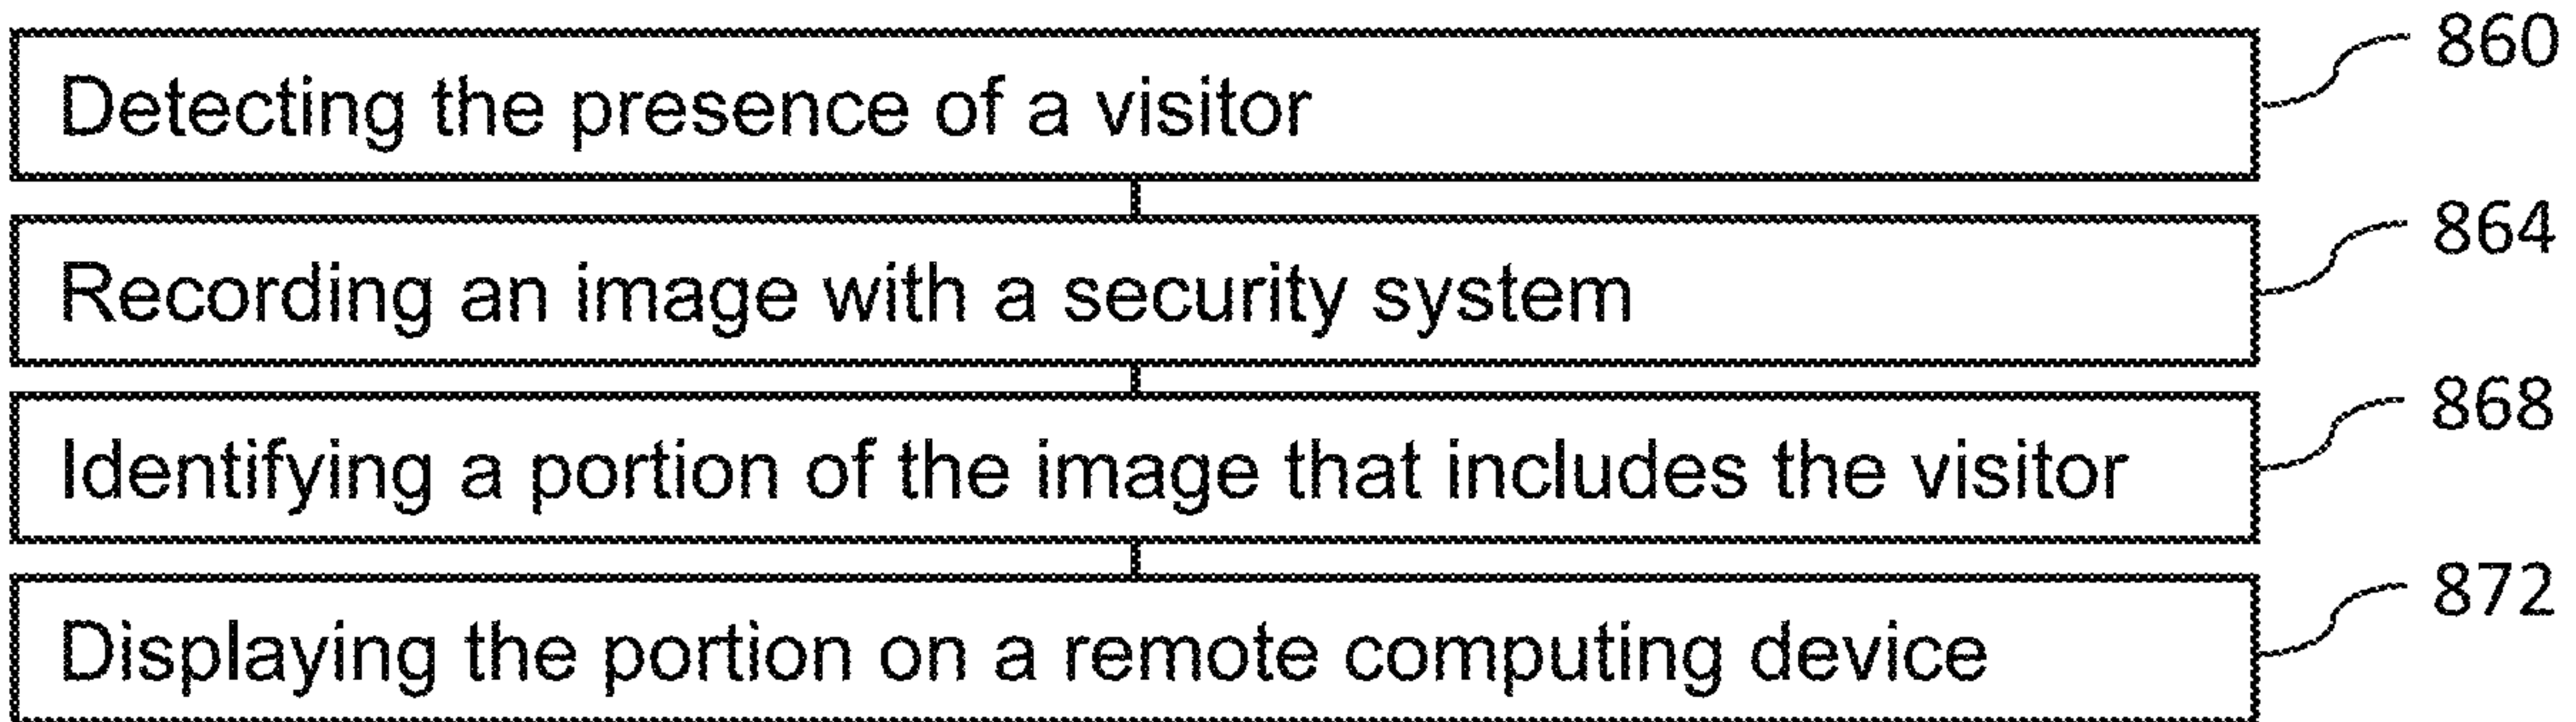 Detecting the presence of a visitor 860
Recording an image with a security system 864
Identifying a portion of the image that includes the visitor 868
Displaying the portion on a remote computing device 872